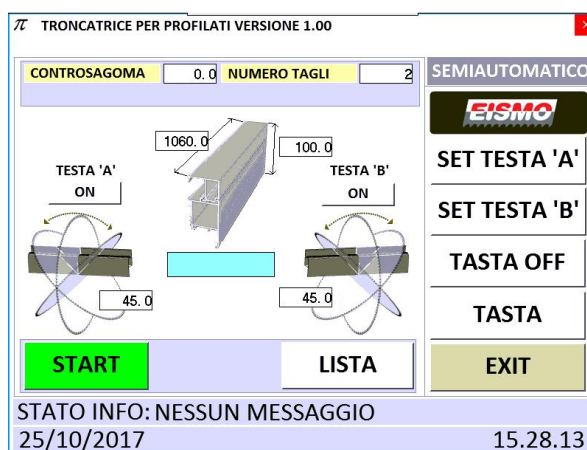 π TRONCATRICE PER PROFILATI VERSIONE 1.00
CONTROSAGOMA 0.0 NUMERO TAGLI 2
SEMIAUTOMATICO
EISMO
1060.0
100.0
TESTA 'A'
ON
TESTA 'B'
ON
45.0
45.0
SET TESTA 'A'
SET TESTA 'B'
TASTA OFF
TASTA
START
LISTA
EXIT
STATO INFO: NESSUN MESSAGGIO
25/10/2017 15.28.13